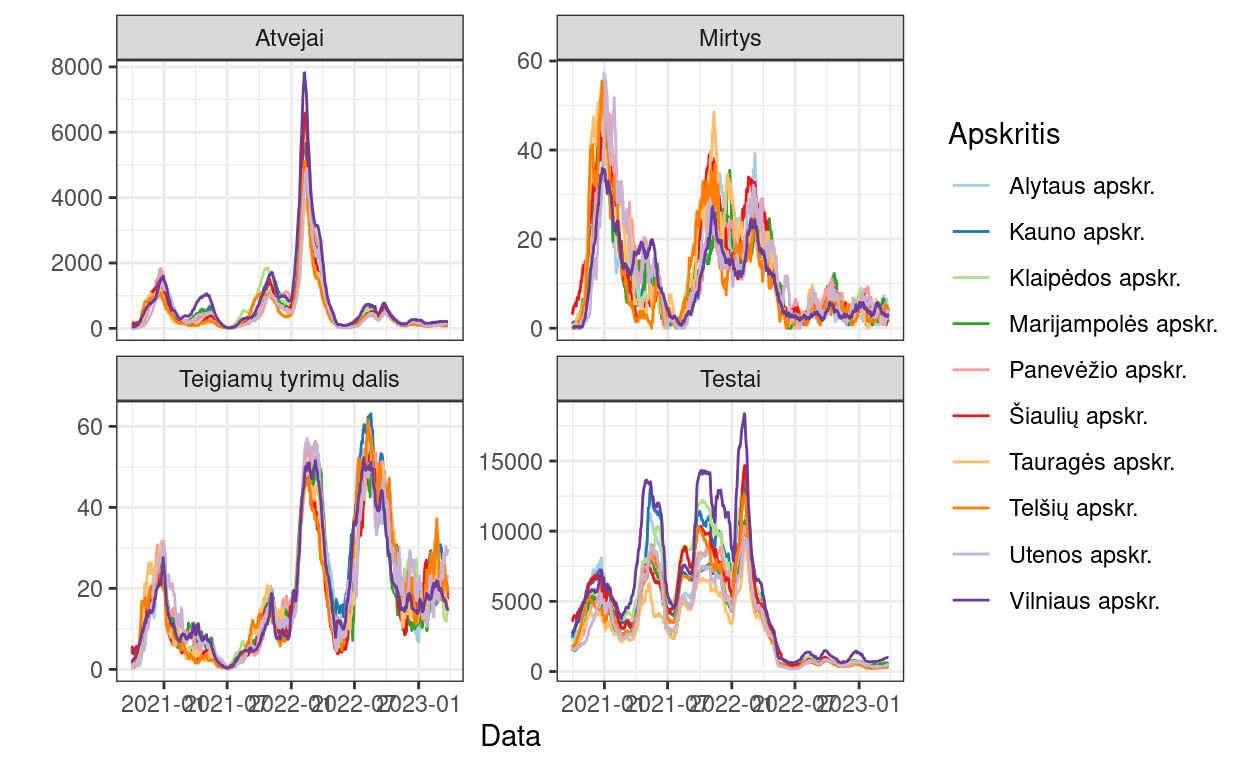 Atvejai
Mirtys
8000
6000
4000
2000
0
60
40
20
0
Teigiamų tyrimų dalis
Testai
60
40
20
0
15000
10000
5000
0
2021-01
2021-07
2022-01
2022-07
2023-01
2021-01
2021-07
2022-01
2022-07
2023-01
Data
Apskritis
Alytaus apskr.
Kauno apskr.
Klaipėdos apskr.
Marijampolės apskr.
Panevėžio apskr.
Šiaulių apskr.
Tauragės apskr.
Telšių apskr.
Utenos apskr.
Vilniaus apskr.